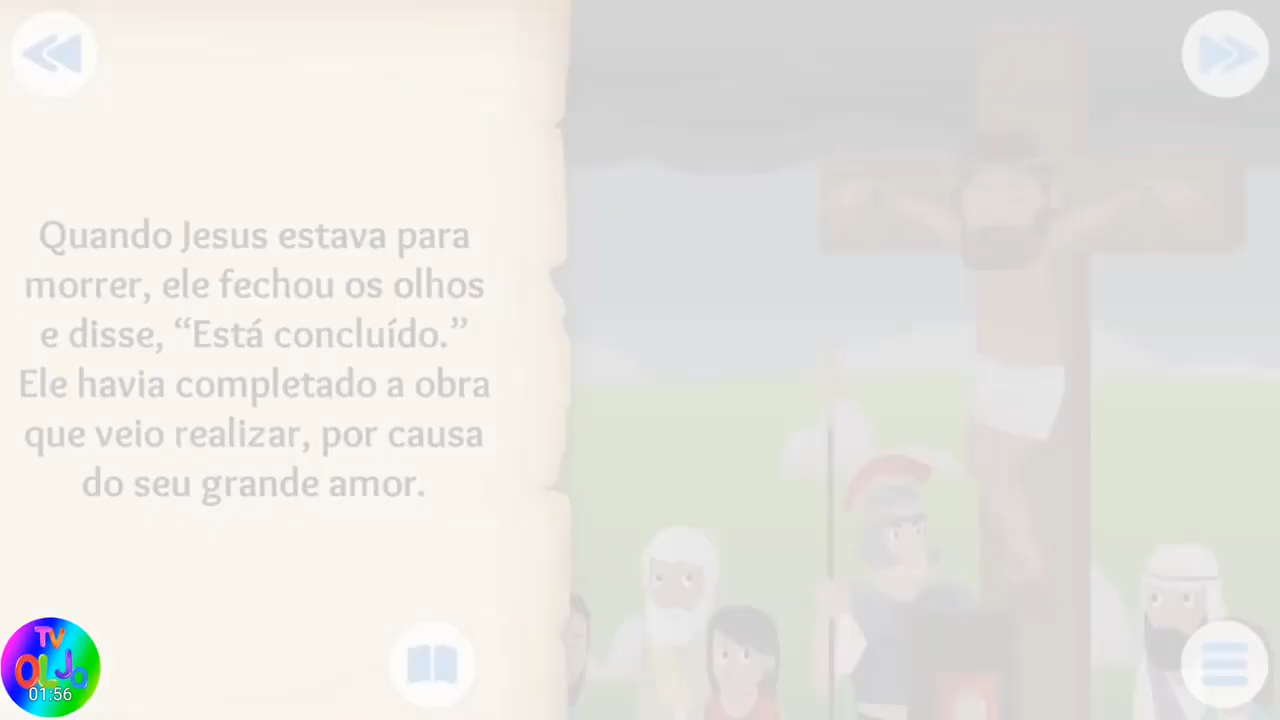 Quando Jesus estava para
morrer, ele fechou os olhos
e disse, “Está concluído.”
Ele havia completado a obra
que veio realizar, por causa
do seu grande amor.
TV
OLJa
01:56